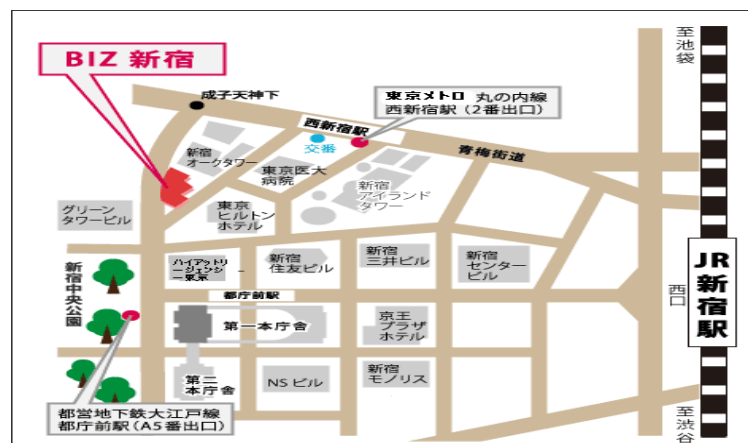 至池袋
BIZ 新宿
成子天神下
東京メトロ 丸の内線
西新宿駅（2番出口）
西新宿駅
交番
青梅街道
新宿
オークタワー
東京医大
病院
新宿
アイランド
タワー
グリーン
タワービル
東京
ヒルトン
ホテル
新宿中央公園
ハイアットリ
ージェンシ
ー東京
新宿
住友ビル
新宿
三井ビル
新宿
センター
ビル
JR新宿駅
西口
都庁前駅
第一本庁舎
京王
プラザ
ホテル
第二
本庁舎
NSビル
新宿
モノリス
都営地下鉄大江戸線
都庁前駅（A5番出口）
至渋谷